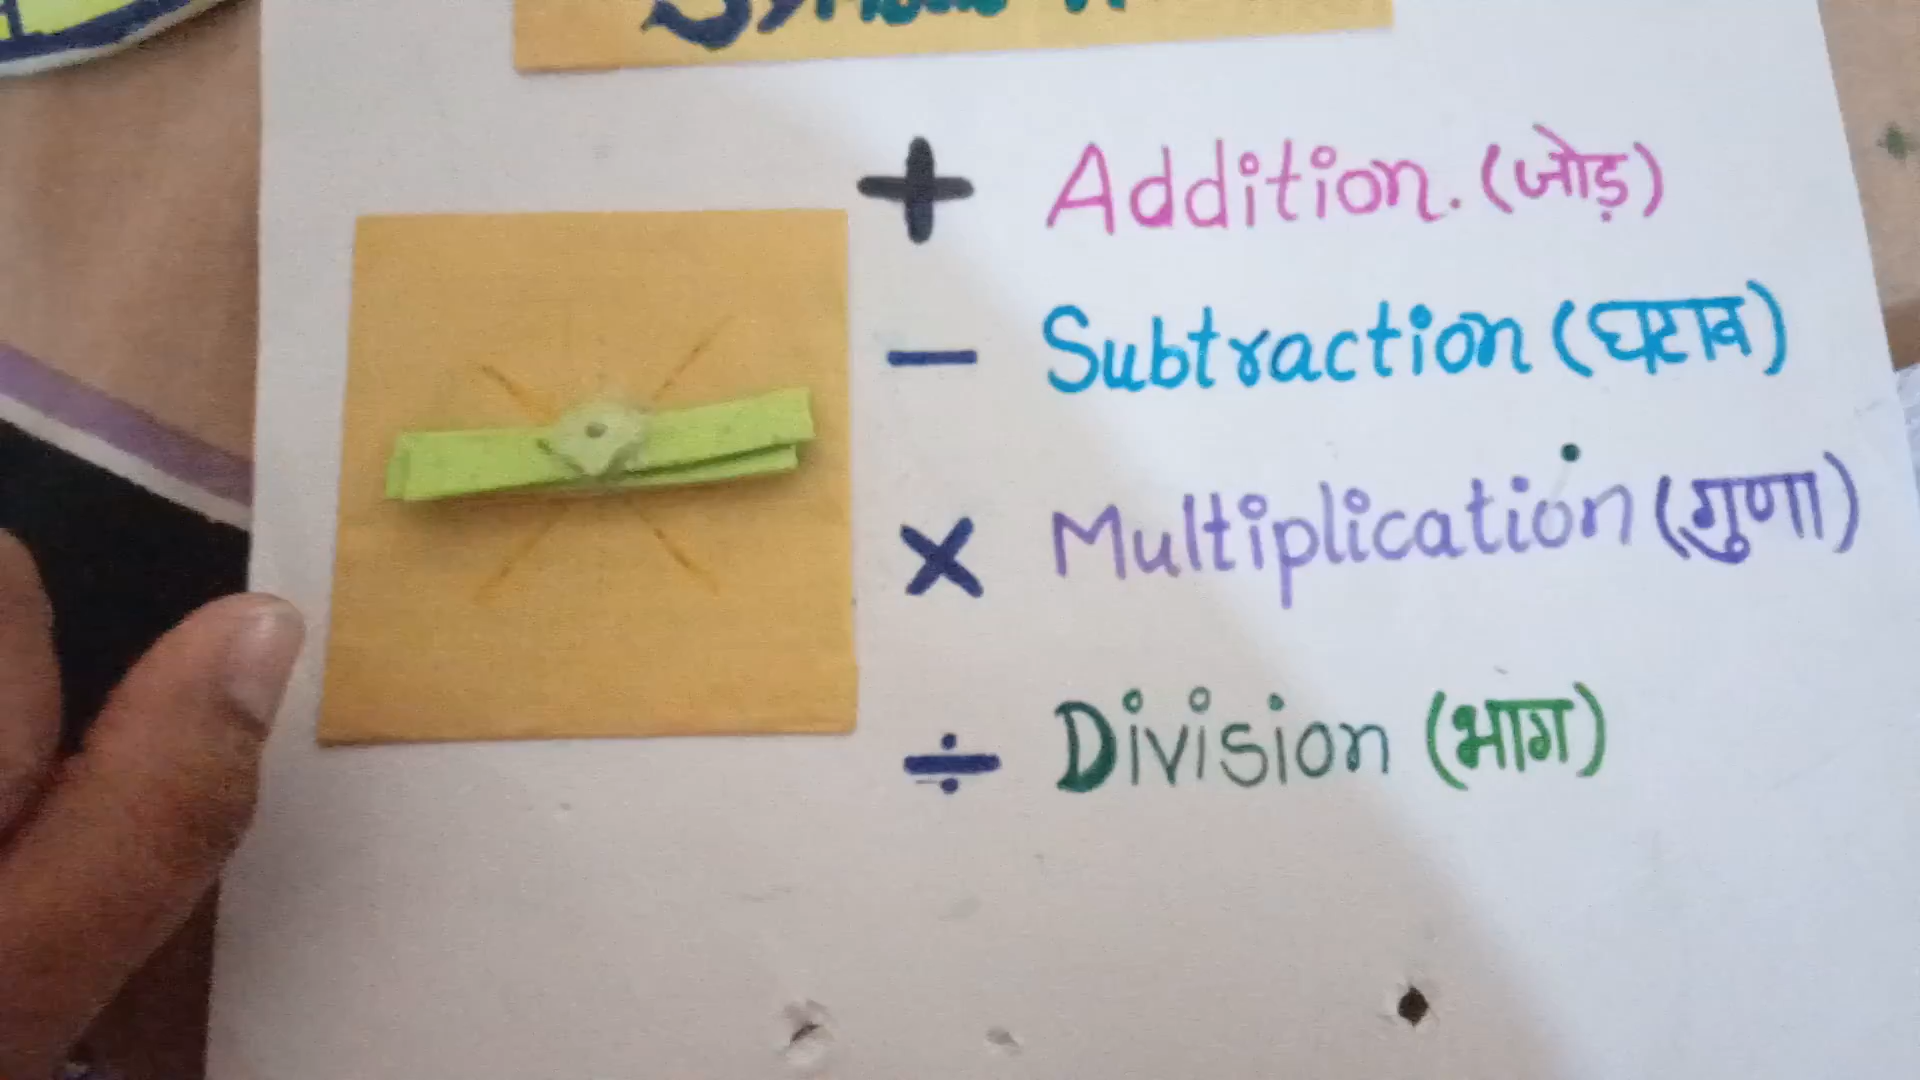 + Addition. (जोड़)
− Subtraction (घटाव)
× Multiplication (गुणा)
÷ Division (भाग)